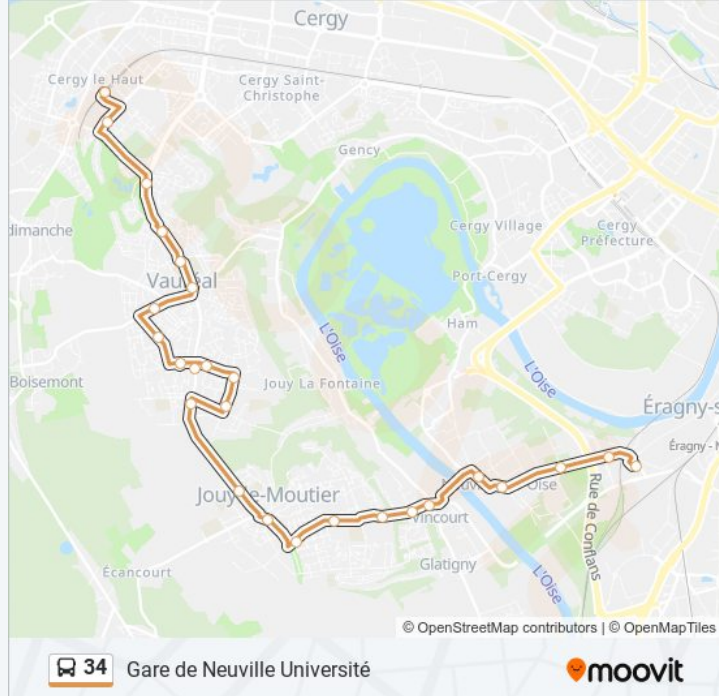 Cergy
Cergy le Haut
Cergy Saint-
Christophe
Gency
Cergy Village
Cergy
Préfecture
dimanche
Vauréal
Port-Cergy
Ham
L'Oise
L'Oise
Boisemont
Jouy La Fontaine
Éragny-s
Éragny - N
Jouy-le-Moutier
Rue de Conflans
Vincourt
Glatigny
Écancourt
L'Oise
© OpenStreetMap contributors | © OpenMapTiles
34 Gare de Neuville Université
moovit